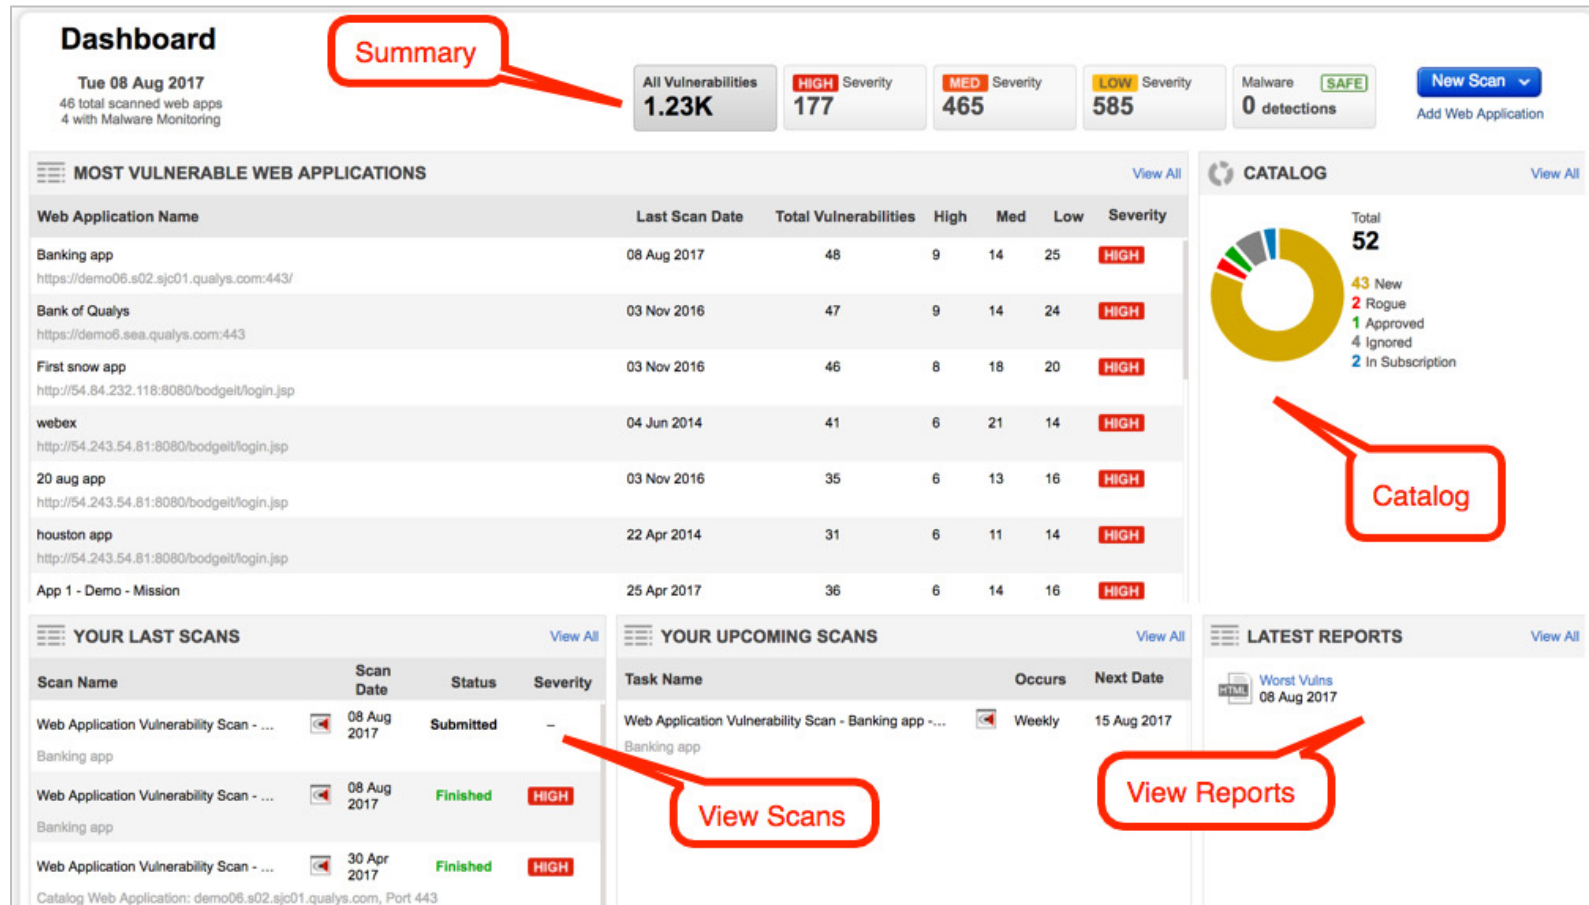 Dashboard
Tue 08 Aug 2017
46 total scanned web apps
4 with Malware Monitoring
Summary
All Vulnerabilities
1.23K
HIGH Severity
177
MED Severity
465
LOW Severity
585
Malware SAFE
0 detections
New Scan
Add Web Application
MOST VULNERABLE WEB APPLICATIONS View All
Web Application Name Last Scan Date Total Vulnerabilities High Med Low Severity
Banking app 08 Aug 2017 48 9 14 25 HIGH
https://demo06.s02.sjc01.qualys.com:443/
Bank of Qualys 03 Nov 2016 47 9 14 24 HIGH
https://demo6.sea.qualys.com:443
First snow app 03 Nov 2016 46 8 18 20 HIGH
http://54.84.232.118:8080/bodgeit/login.jsp
webex 04 Jun 2014 41 6 21 14 HIGH
http://54.243.54.81:8080/bodgeit/login.jsp
20 aug app 03 Nov 2016 35 6 13 16 HIGH
http://54.243.54.81:8080/bodgeit/login.jsp
houston app 22 Apr 2014 31 6 11 14 HIGH
http://54.243.54.81:8080/bodgeit/login.jsp
App 1 - Demo - Mission 25 Apr 2017 36 6 14 16 HIGH
CATALOG View All
Total
52
43 New
2 Rogue
1 Approved
4 Ignored
2 In Subscription
Catalog
YOUR LAST SCANS View All
Scan Name Scan Date Status Severity
Web Application Vulnerability Scan - ... 08 Aug 2017 Submitted –
Banking app
Web Application Vulnerability Scan - ... 08 Aug 2017 Finished HIGH
Banking app
Web Application Vulnerability Scan - ... 30 Apr 2017 Finished HIGH
Catalog Web Application: demo06.s02.sjc01.qualys.com, Port 443
View Scans
YOUR UPCOMING SCANS View All
Task Name Occurs Next Date
Web Application Vulnerability Scan - Banking app -... Weekly 15 Aug 2017
Banking app
LATEST REPORTS View All
HTML Worst Vulns
08 Aug 2017
View Reports